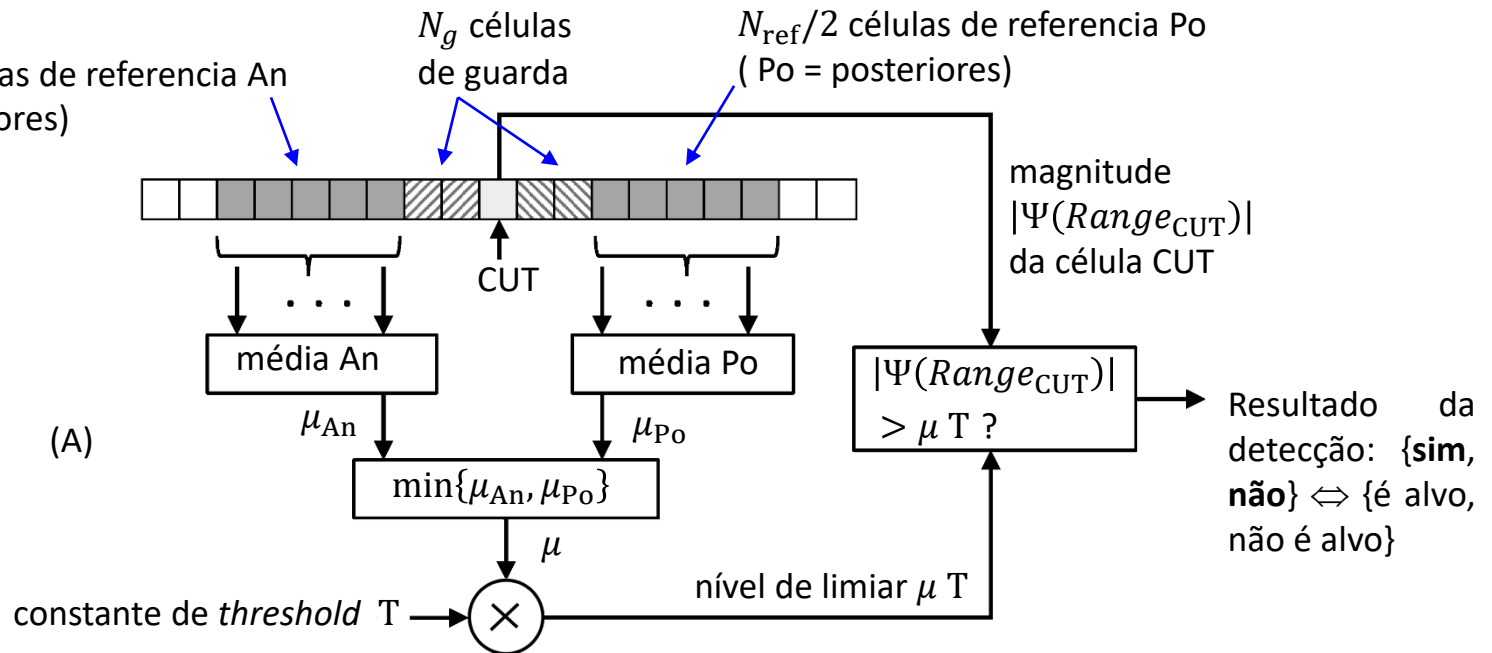 N_g células
de guarda
N_ref/2 células de referencia Po
( Po = posteriores)
de referencia An
magnitude
|Ψ(Range_CUT)|
da célula CUT
CUT
. . .
. . .
média An
média Po
|Ψ(Range_CUT)|
> μ T ?
μ_An
μ_Po
(A)
min{μ_An, μ_Po}
Resultado da
detecção: {sim,
não} ⇔ {é alvo,
não é alvo}
μ
nível de limiar μ T
constante de threshold T
×